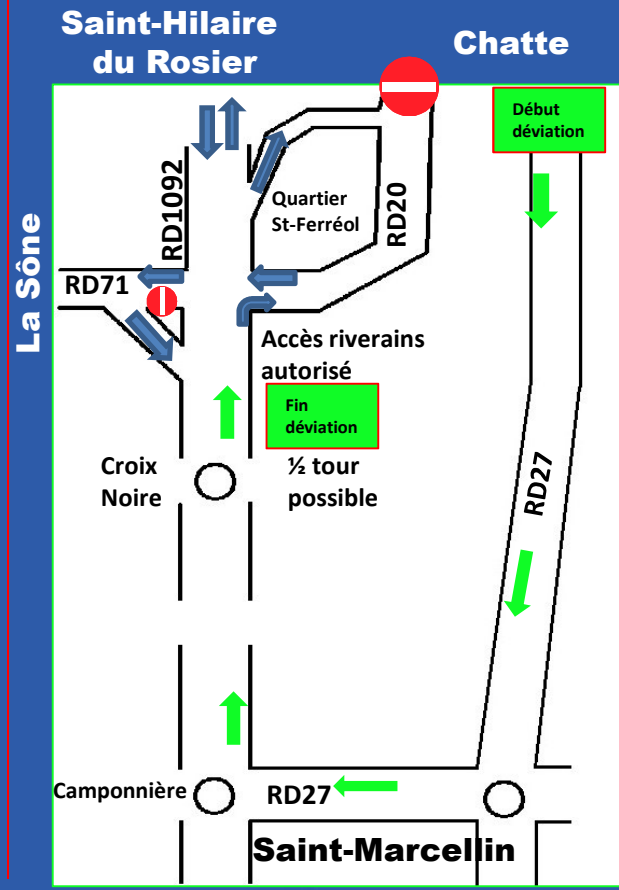 Saint-Hilaire
du Rosier
Chatte
Début
déviation
RD1092
Quartier
St-Ferréol
RD20
RD71
La Sône
Accès riverains
autorisé
Fin
déviation
Croix
Noire
½ tour
possible
RD27
Camponnière
RD27
Saint-Marcellin